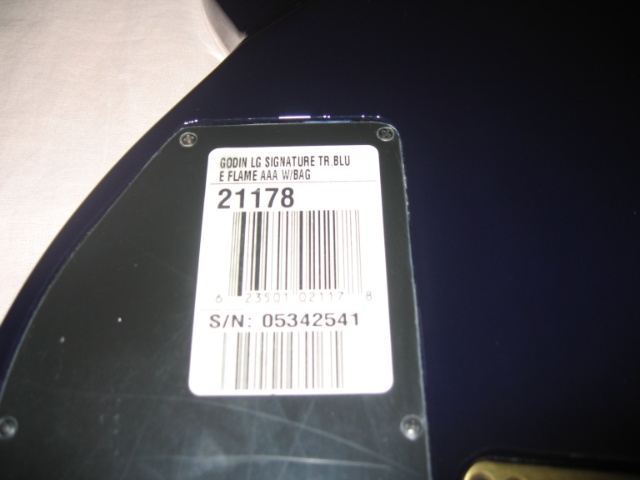 GODIN LG SIGNATURE TR.BLU
E FLAME AAA W/BAG
21178
6 23501 02117 8
S/N: 05342541